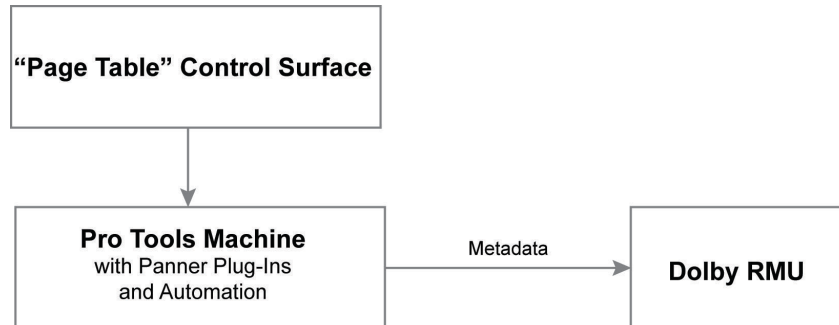 “Page Table” Control Surface
Pro Tools Machine
with Panner Plug-Ins
and Automation
Metadata
Dolby RMU